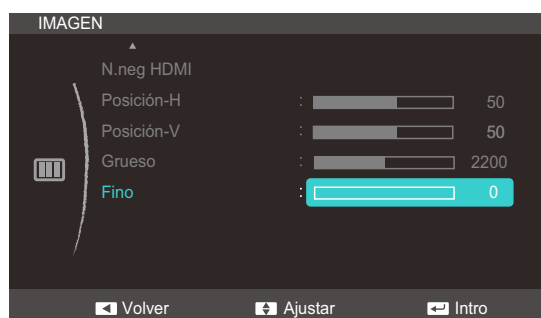 IMAGEN
N.neg HDMI
Posición-H : 50
Posición-V : 50
Grueso : 2200
Fino : 0
Volver Ajustar Intro